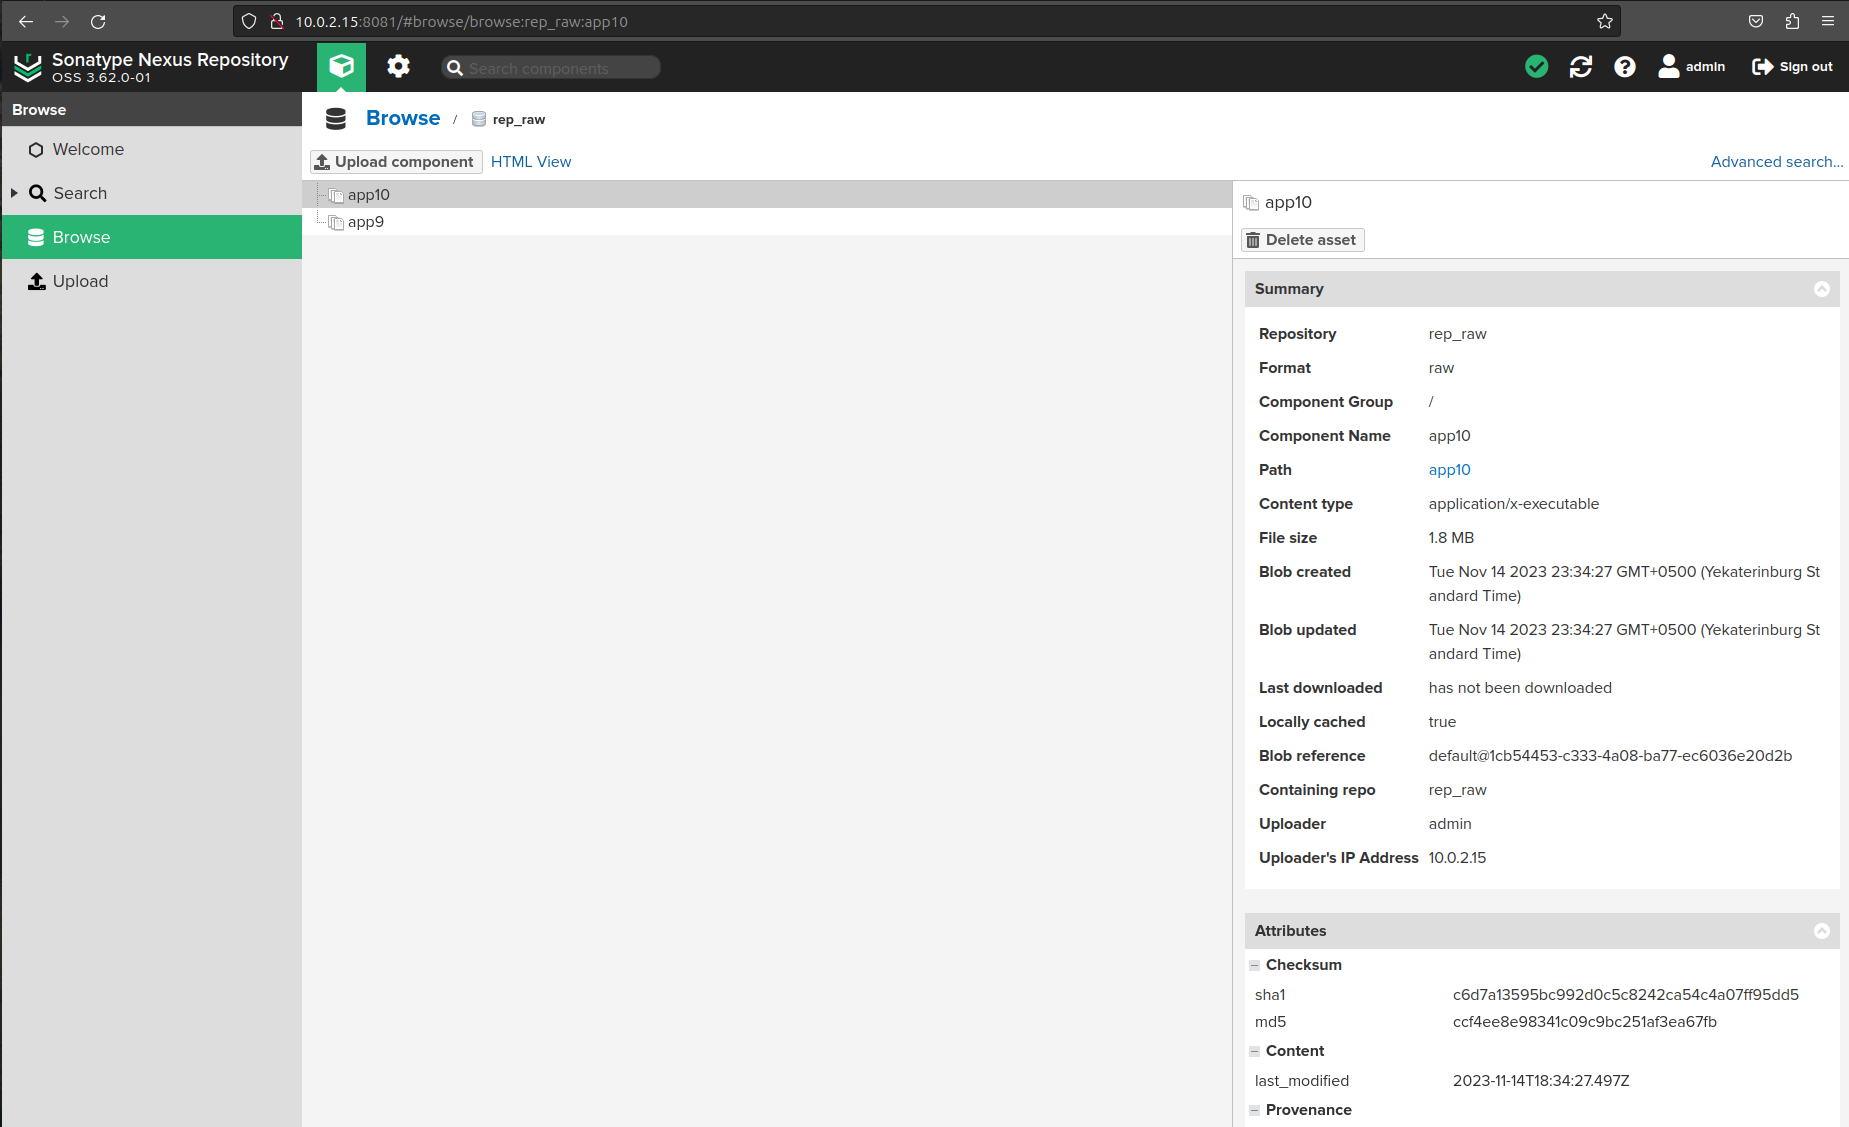 10.0.2.15:8081/#browse/browse:rep_raw:app10
Sonatype Nexus Repository
OSS 3.62.0-01
Search components
admin
Sign out
Browse
Welcome
Search
Browse
Upload
Browse / rep_raw
Upload component
HTML View
Advanced search...
app10
app9
app10
Delete asset
Summary
Repository rep_raw
Format raw
Component Group /
Component Name app10
Path app10
Content type application/x-executable
File size 1.8 MB
Blob created Tue Nov 14 2023 23:34:27 GMT+0500 (Yekaterinburg St
andard Time)
Blob updated Tue Nov 14 2023 23:34:27 GMT+0500 (Yekaterinburg St
andard Time)
Last downloaded has not been downloaded
Locally cached true
Blob reference default@1cb54453-c333-4a08-ba77-ec6036e20d2b
Containing repo rep_raw
Uploader admin
Uploader's IP Address 10.0.2.15
Attributes
Checksum
sha1 c6d7a13595bc992d0c5c8242ca54c4a07ff95dd5
md5 ccf4ee8e98341c09c9bc251af3ea67fb
Content
last_modified 2023-11-14T18:34:27.497Z
Provenance